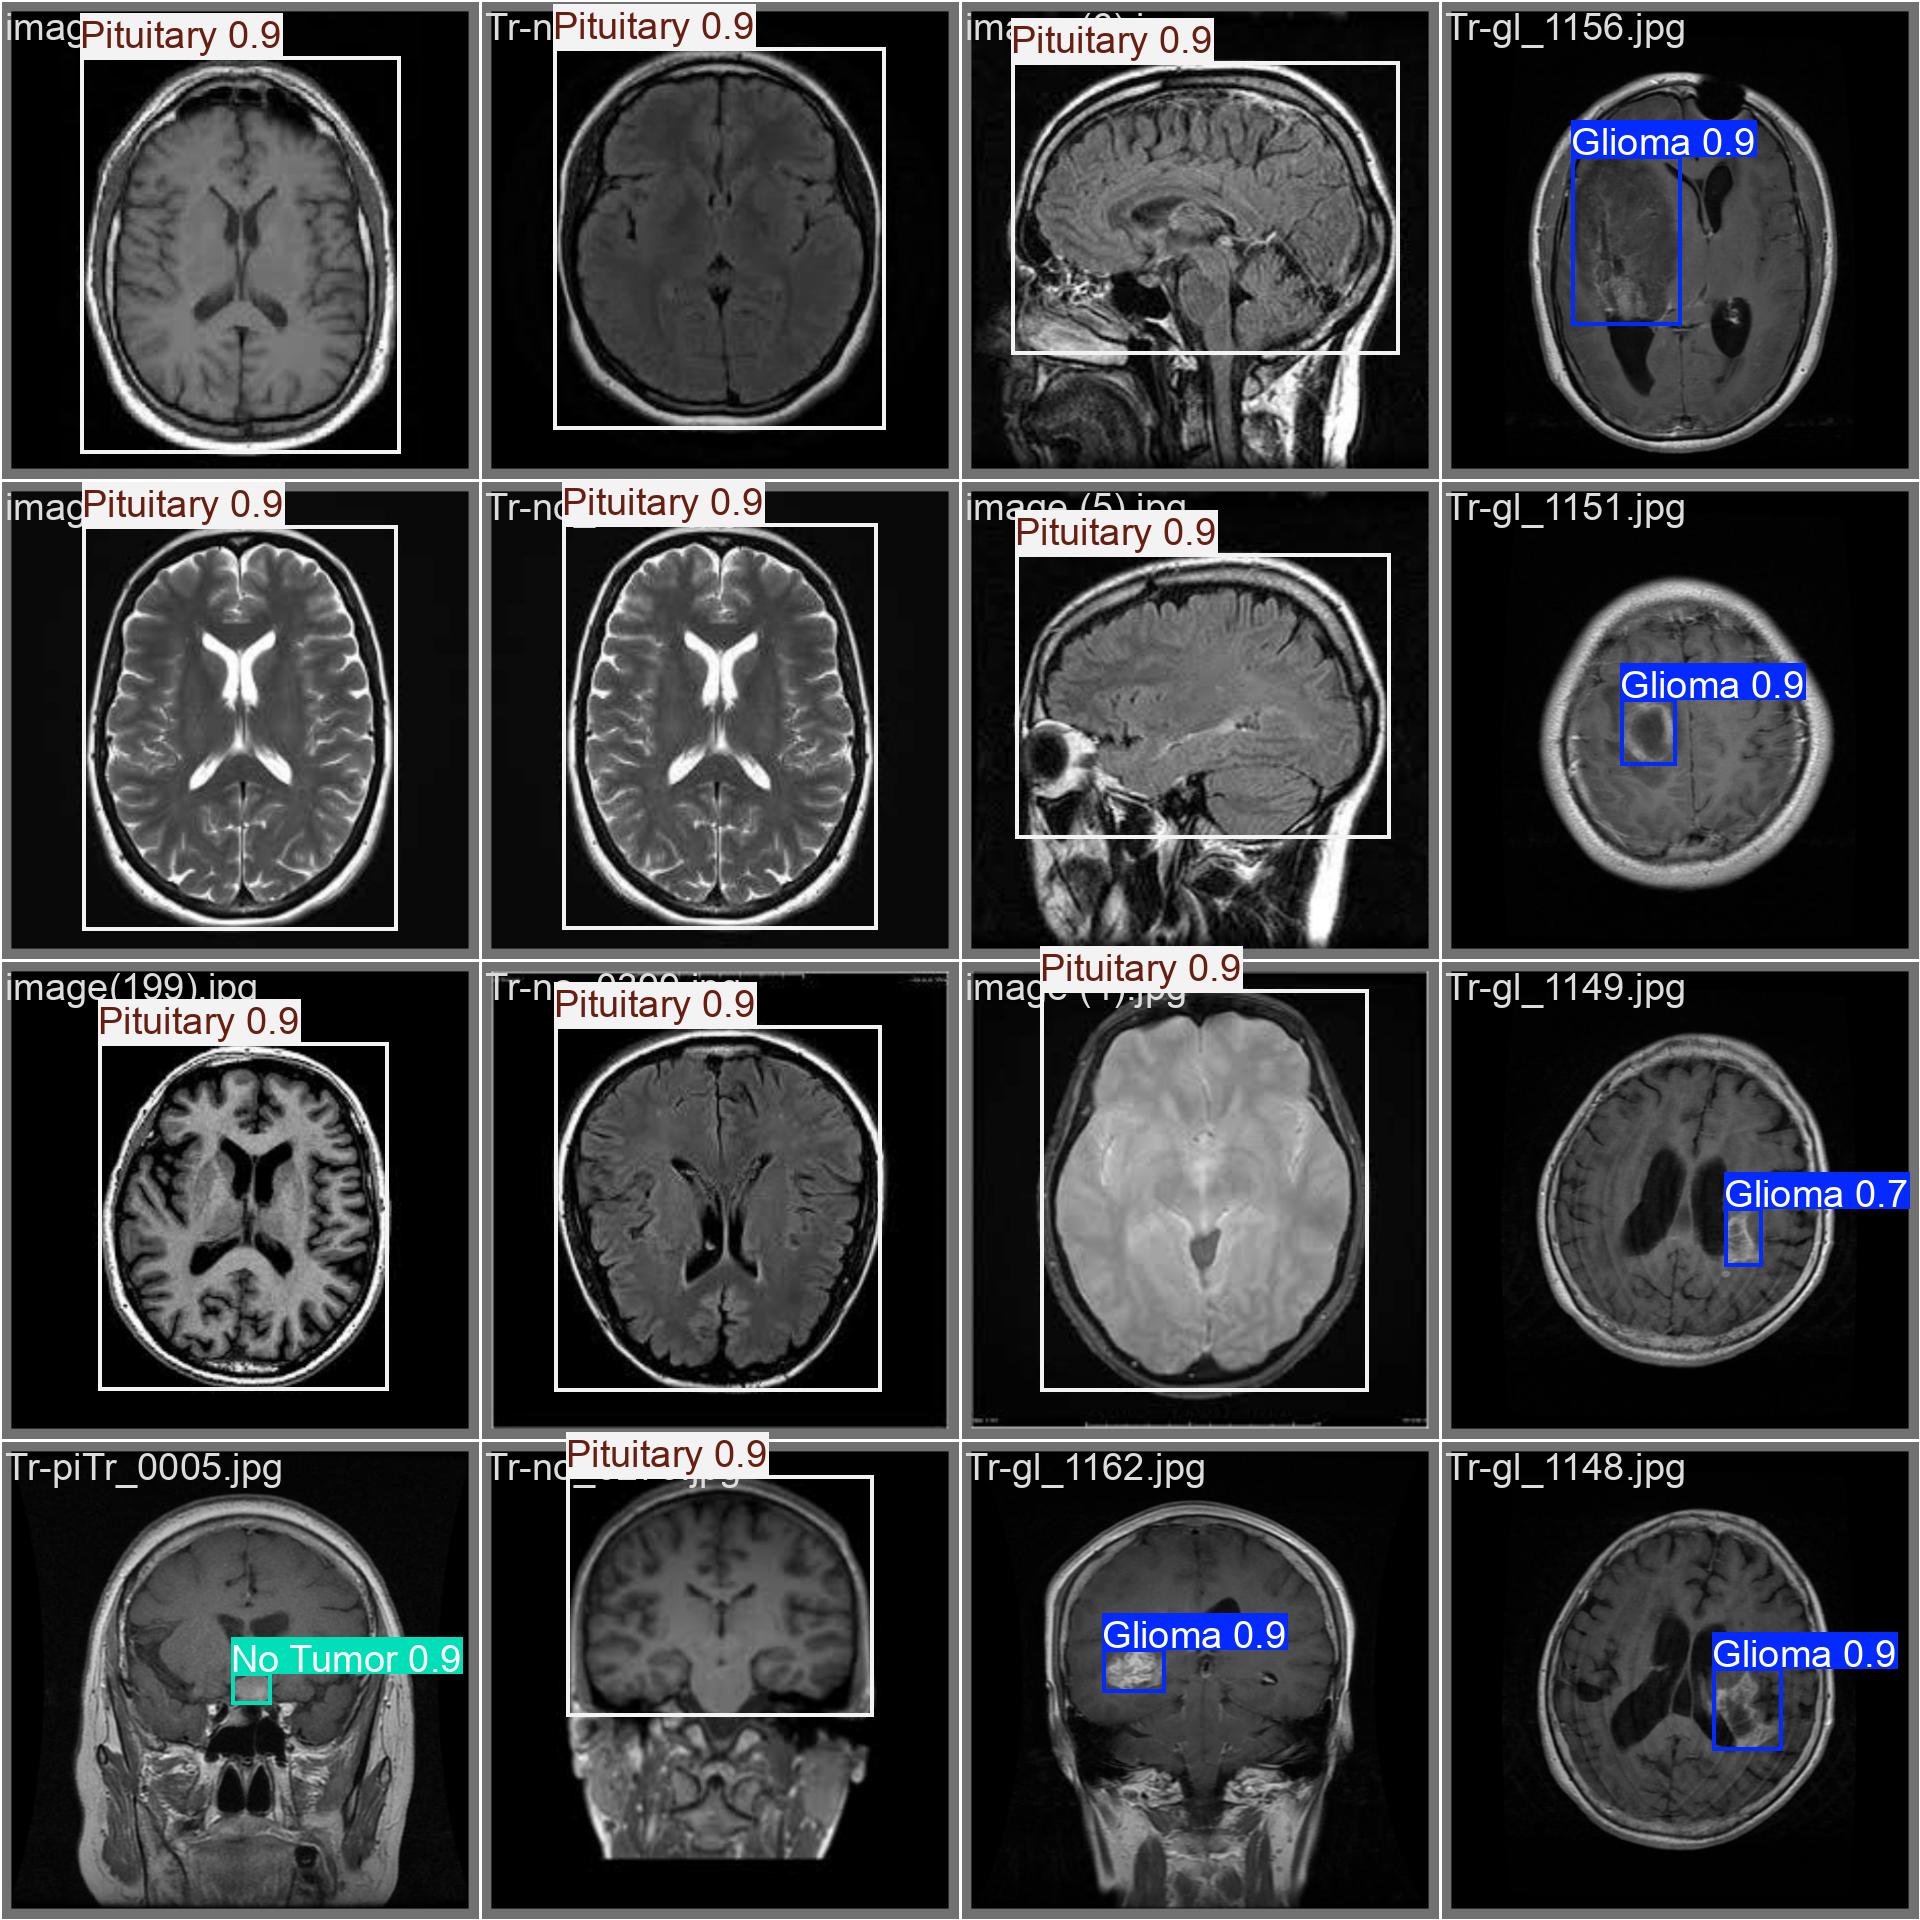 Pituitary 0.9
Pituitary 0.9
Pituitary 0.9
Tr-gl_1156.jpg
Glioma 0.9
Pituitary 0.9
Pituitary 0.9
image (5).jpg
Pituitary 0.9
Tr-gl_1151.jpg
Glioma 0.9
image(199).jpg
Pituitary 0.9
Pituitary 0.9
Pituitary 0.9
Tr-gl_1149.jpg
Glioma 0.7
Tr-piTr_0005.jpg
No Tumor 0.9
Pituitary 0.9
Tr-gl_1162.jpg
Glioma 0.9
Tr-gl_1148.jpg
Glioma 0.9